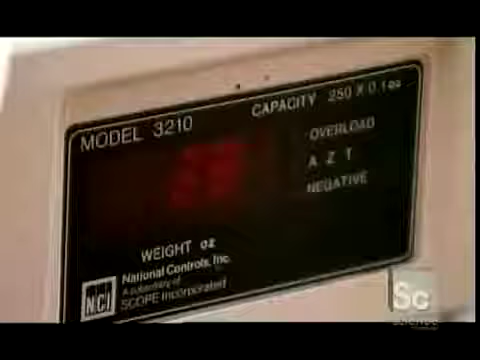 MODEL 3210
CAPACITY 250 X 0.1 oz
OVERLOAD
A Z T
NEGATIVE
WEIGHT oz
NCI
National Controls, Inc.
A subsidiary of
SCOPE Incorporated
Sc